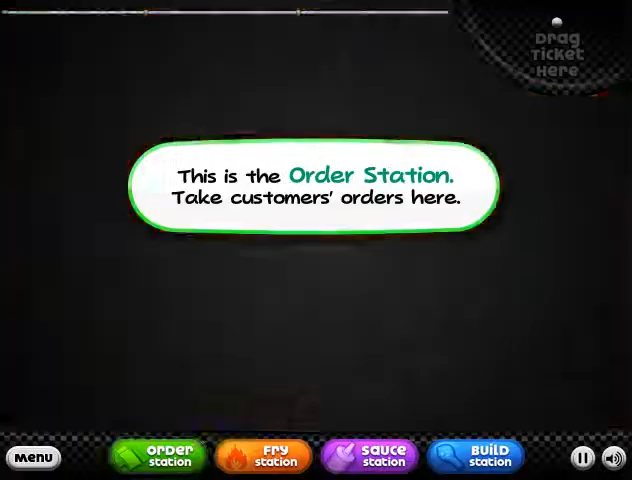 Drag
Ticket
Here
This is the Order Station.
Take customers' orders here.
Menu
Order
station
Fry
station
Sauce
station
Build
station